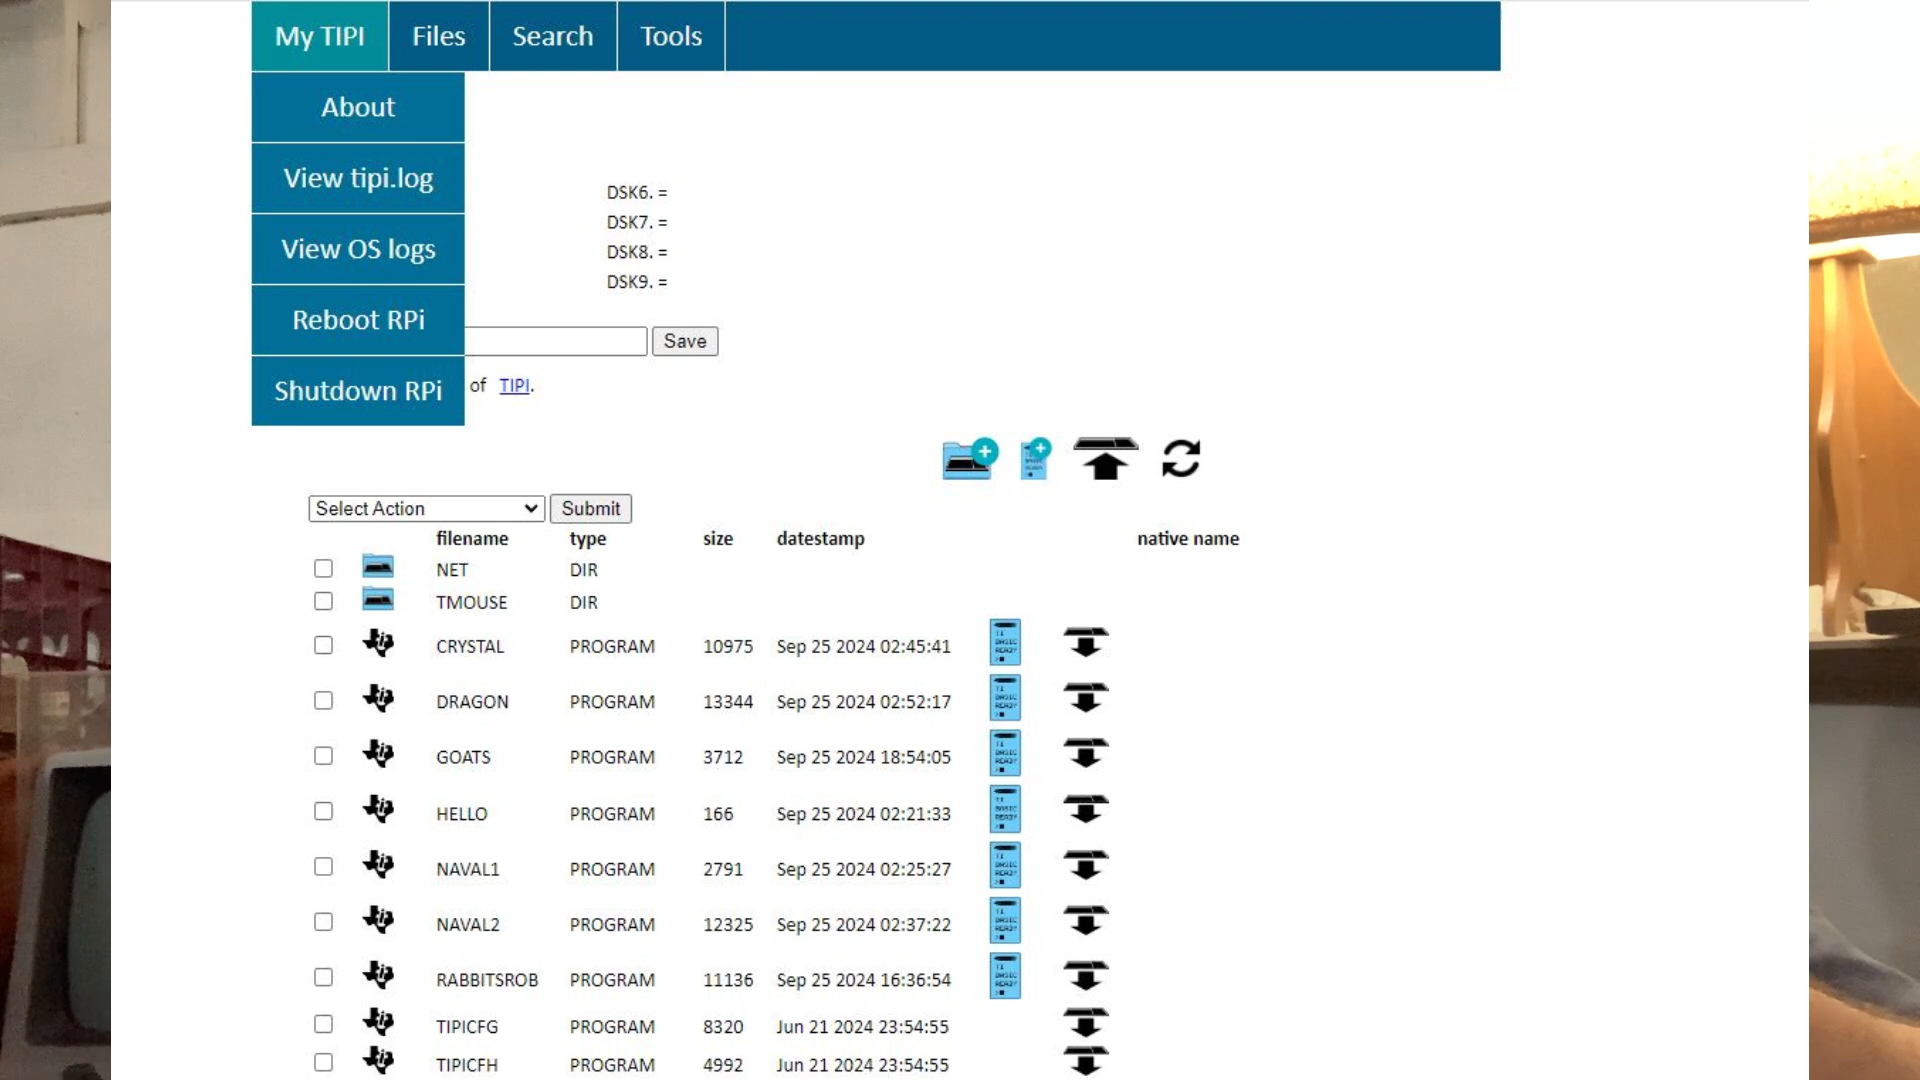 My TIPI Files Search Tools
About
View tipi.log
DSK6. =
DSK7. =
View OS logs
DSK8. =
DSK9. =
Reboot RPi
Save
Shutdown RPi of TIPI.
Select Action Submit
filename type size datestamp native name
NET DIR
TMOUSE DIR
CRYSTAL PROGRAM 10975 Sep 25 2024 02:45:41
DRAGON PROGRAM 13344 Sep 25 2024 02:52:17
GOATS PROGRAM 3712 Sep 25 2024 18:54:05
HELLO PROGRAM 166 Sep 25 2024 02:21:33
NAVAL1 PROGRAM 2791 Sep 25 2024 02:25:27
NAVAL2 PROGRAM 12325 Sep 25 2024 02:37:22
RABBITSROB PROGRAM 11136 Sep 25 2024 16:36:54
TIPICFG PROGRAM 8320 Jun 21 2024 23:54:55
TIPICFH PROGRAM 4992 Jun 21 2024 23:54:55